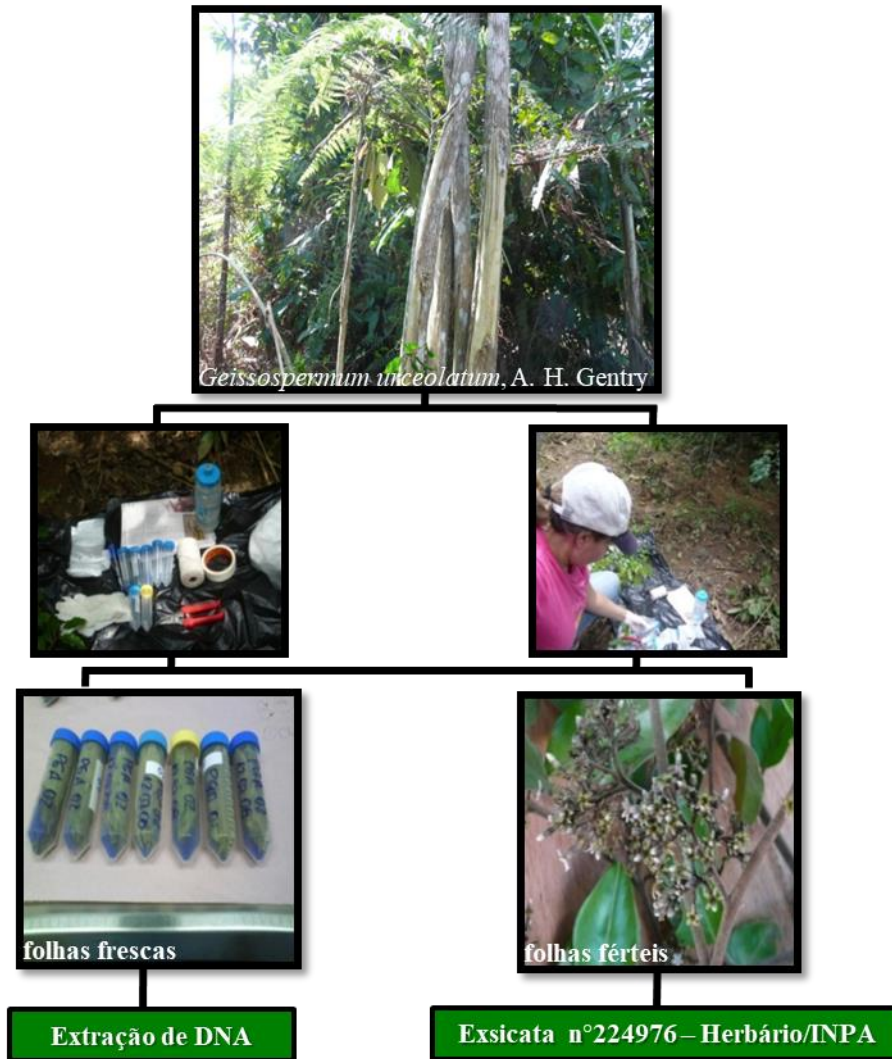 Geissospermum urceolatum, A. H. Gentry
folhas frescas
folhas férteis
Extração de DNA
Exsicata n°224976 – Herbário/INPA